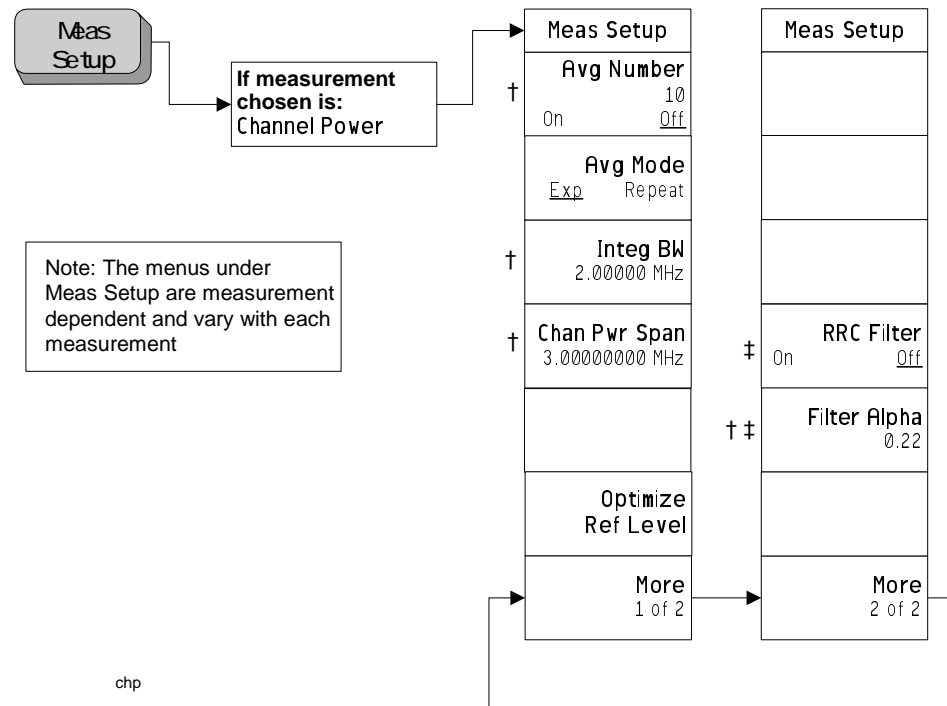 Meas
Setup
If measurement
chosen is:
Channel Power
Note: The menus under
Meas Setup are measurement
dependent and vary with each
measurement
Meas Setup
†
Avg Number
10
On Off
Avg Mode
Exp Repeat
†
Integ BW
2.00000 MHz
†
Chan Pwr Span
3.00000000 MHz
Optimize
Ref Level
More
1 of 2
Meas Setup
‡
RRC Filter
On Off
† ‡
Filter Alpha
0.22
More
2 of 2
chp